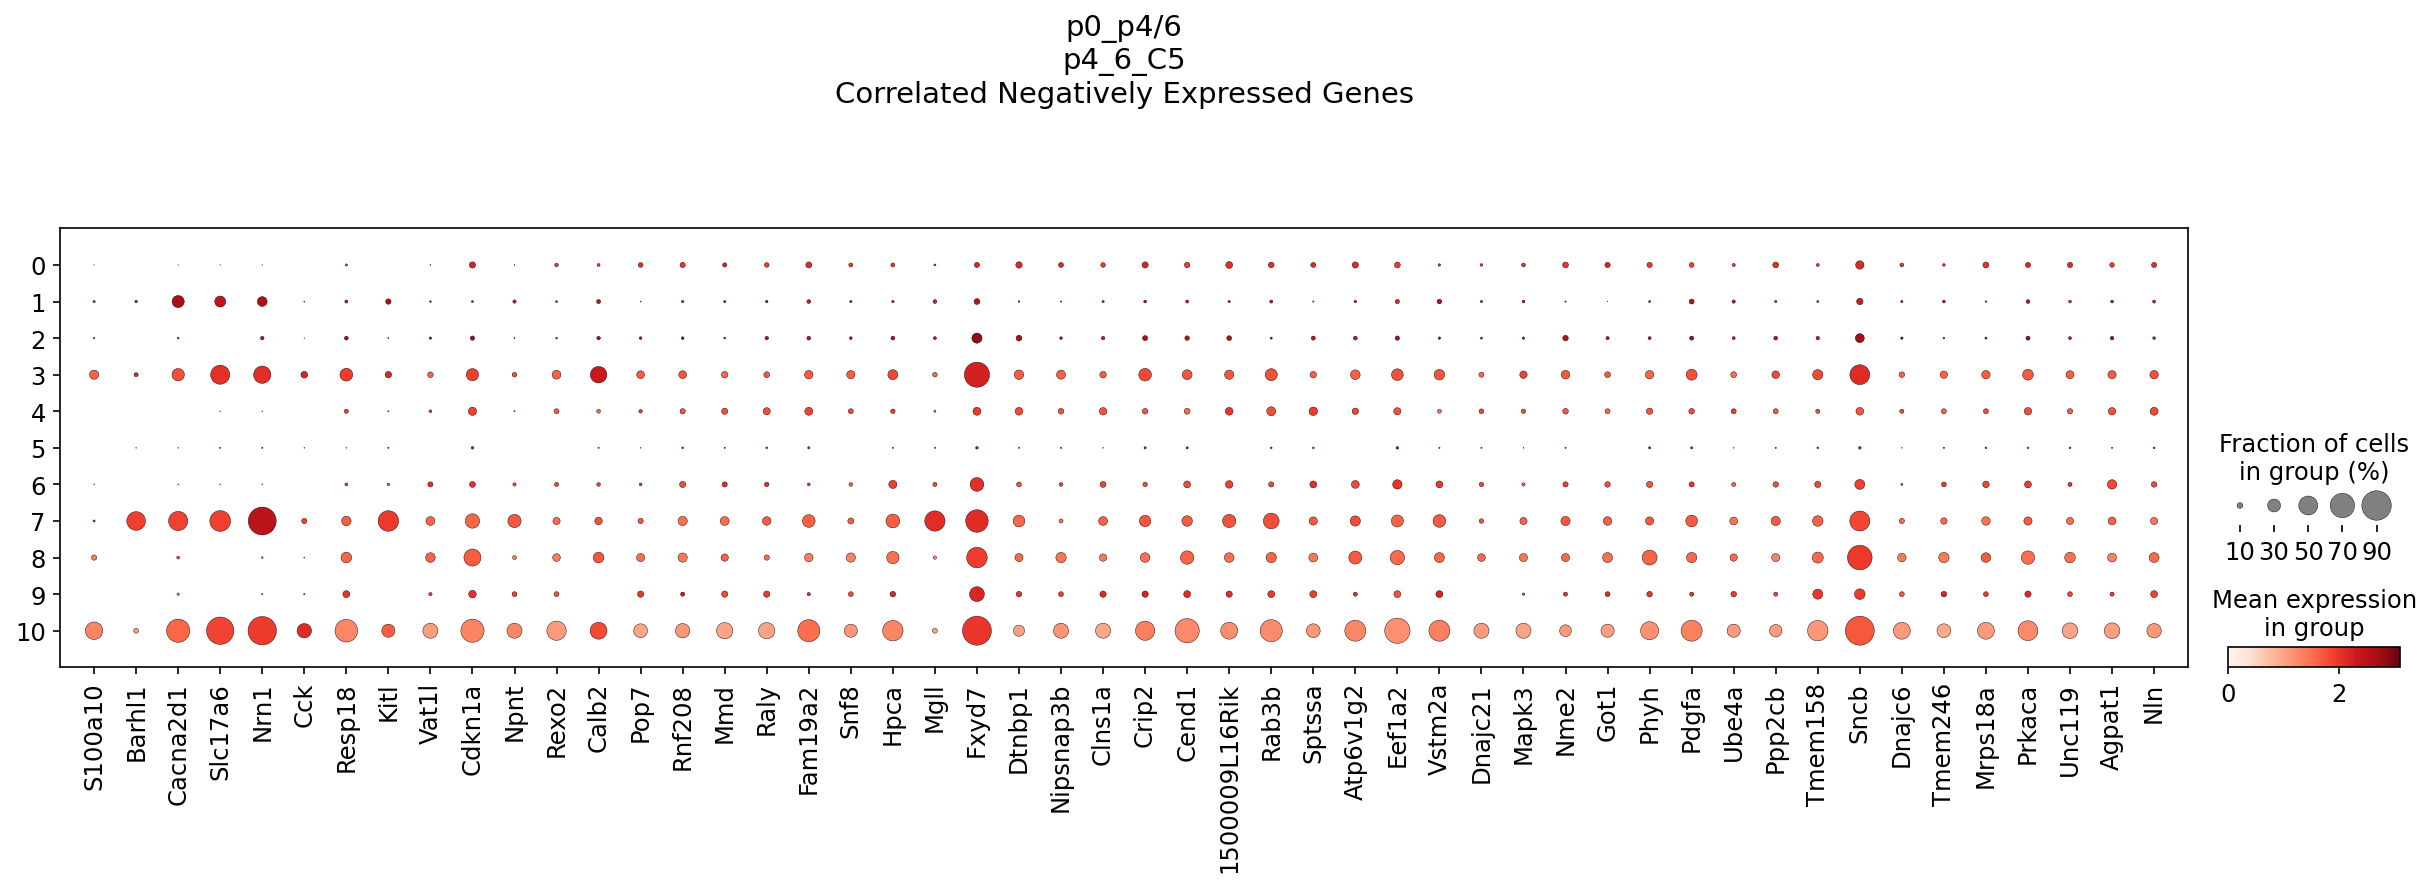 p0_p4/6
p4_6_C5
Correlated Negatively Expressed Genes
0
1
2
3
4
5
6
7
8
9
10
S100a10
Barhl1
Cacna2d1
Slc17a6
Nrn1
Cck
Resp18
Kitl
Vat1l
Cdkn1a
Npnt
Rexo2
Calb2
Pop7
Rnf208
Mmd
Raly
Fam19a2
Snf8
Hpca
Mgll
Fxyd7
Dtnbp1
Nipsnap3b
Clns1a
Crip2
Cend1
1500009L16Rik
Rab3b
Sptssa
Atp6v1g2
Eef1a2
Vstm2a
Dnajc21
Mapk3
Nme2
Got1
Phyh
Pdgfa
Ube4a
Ppp2cb
Tmem158
Sncb
Dnajc6
Tmem246
Mrps18a
Prkaca
Unc119
Agpat1
Nln
Fraction of cells
in group (%)
10 30 50 70 90
Mean expression
in group
0 2